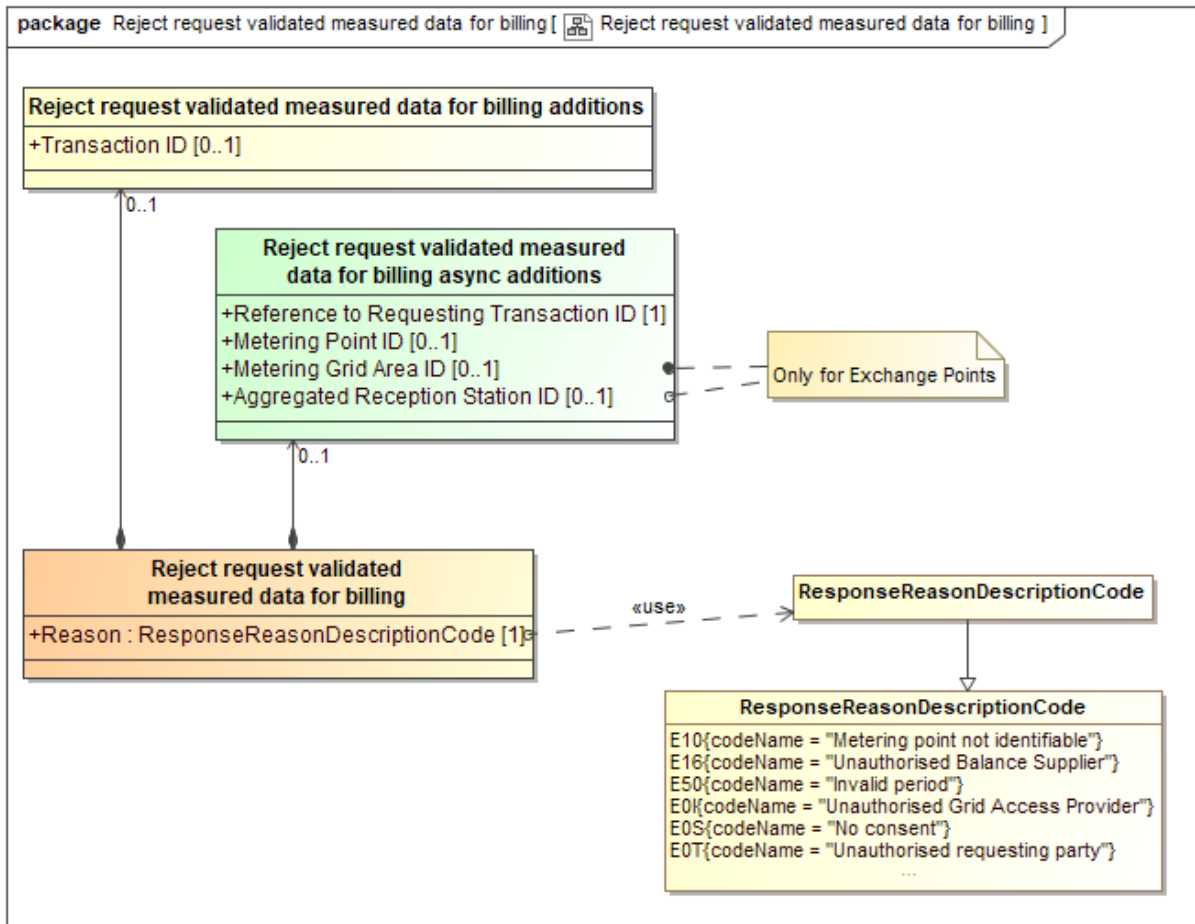 package Reject request validated measured data for billing [ Reject request validated measured data for billing ]
Reject request validated measured data for billing additions
+Transaction ID [0..1]
0..1
Reject request validated measured
data for billing async additions
+Reference to Requesting Transaction ID [1]
+Metering Point ID [0..1]
+Metering Grid Area ID [0..1]
+Aggregated Reception Station ID [0..1]
Only for Exchange Points
0..1
Reject request validated
measured data for billing
+Reason : ResponseReasonDescriptionCode [1]
«use»
ResponseReasonDescriptionCode
ResponseReasonDescriptionCode
E10{codeName = "Metering point not identifiable"}
E16{codeName = "Unauthorised Balance Supplier"}
E50{codeName = "Invalid period"}
E0I{codeName = "Unauthorised Grid Access Provider"}
E0S{codeName = "No consent"}
E0T{codeName = "Unauthorised requesting party"}
...